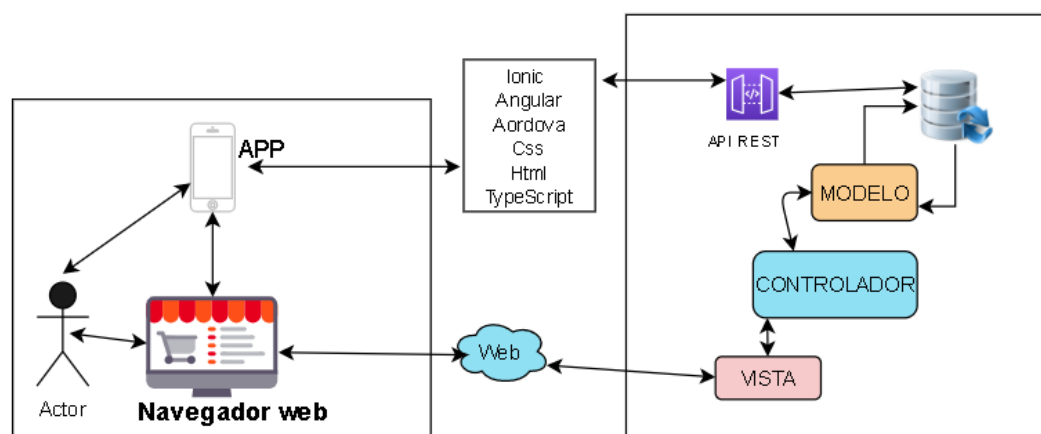 APP
Actor
Navegador web
Ionic
Angular
Aordova
Css
Html
TypeScript
Web
API REST
MODELO
CONTROLADOR
VISTA